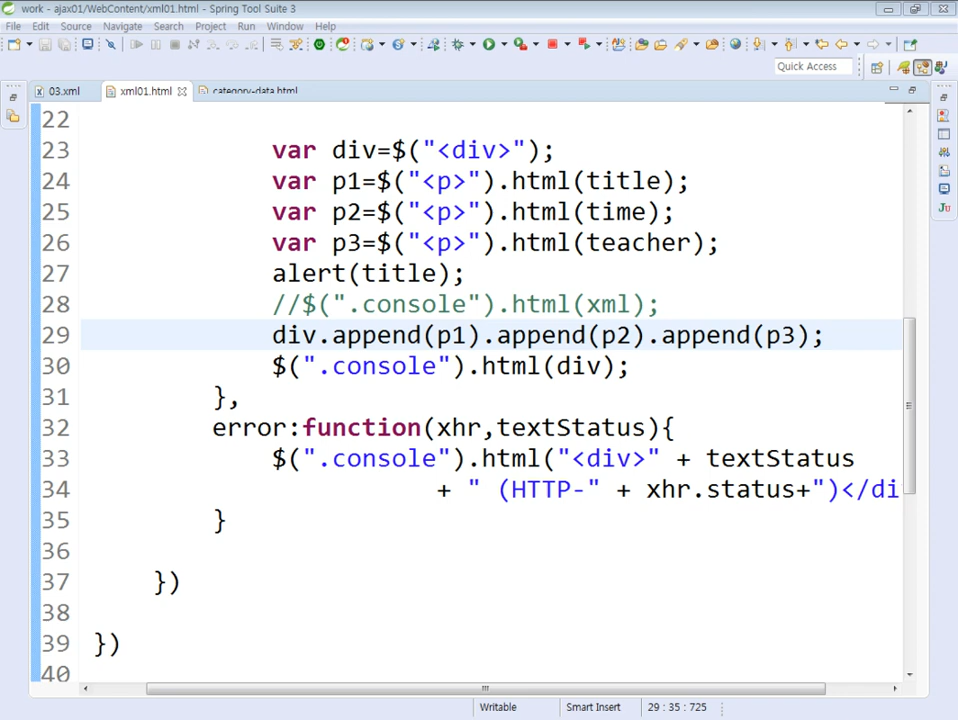 work - ajax01/WebContent/xml01.html - Spring Tool Suite 3
File Edit Source Navigate Search Project Run Window Help
Quick Access
03.xml xml01.html category-data.html
22
23 var div=$("<div>");
24 var p1=$("<p>").html(title);
25 var p2=$("<p>").html(time);
26 var p3=$("<p>").html(teacher);
27 alert(title);
28 //$(".console").html(xml);
29 div.append(p1).append(p2).append(p3);
30 $(".console").html(div);
31 },
32 error:function(xhr,textStatus){
33 $(".console").html("<div>" + textStatus
34 + " (HTTP-" + xhr.status+")</di
35 }
36
37 })
38
39 })
40
Writable Smart Insert 29 : 35 : 725